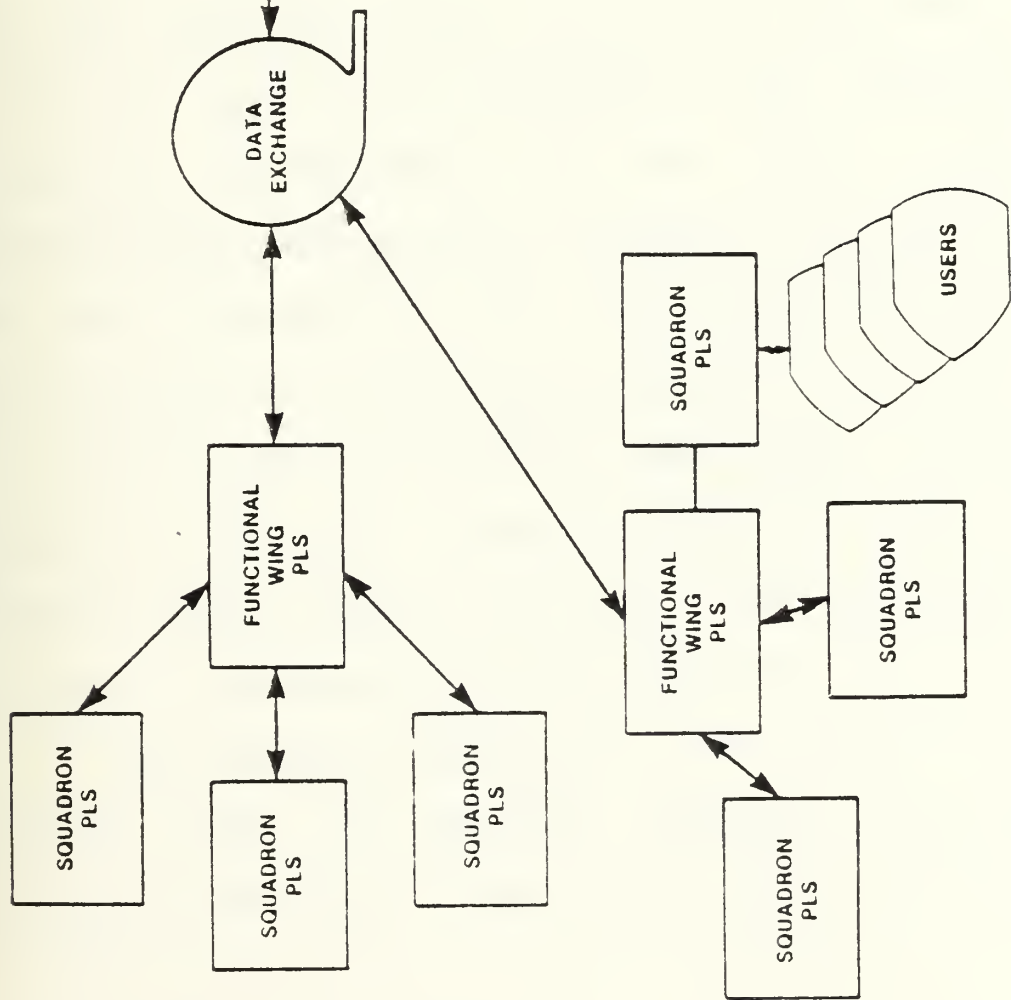 DATA
EXCHANGE
FUNCTIONAL
WING
PLS
SQUADRON
PLS
SQUADRON
PLS
SQUADRON
PLS
FUNCTIONAL
WING
PLS
SQUADRON
PLS
USERS
SQUADRON
PLS
SQUADRON
PLS